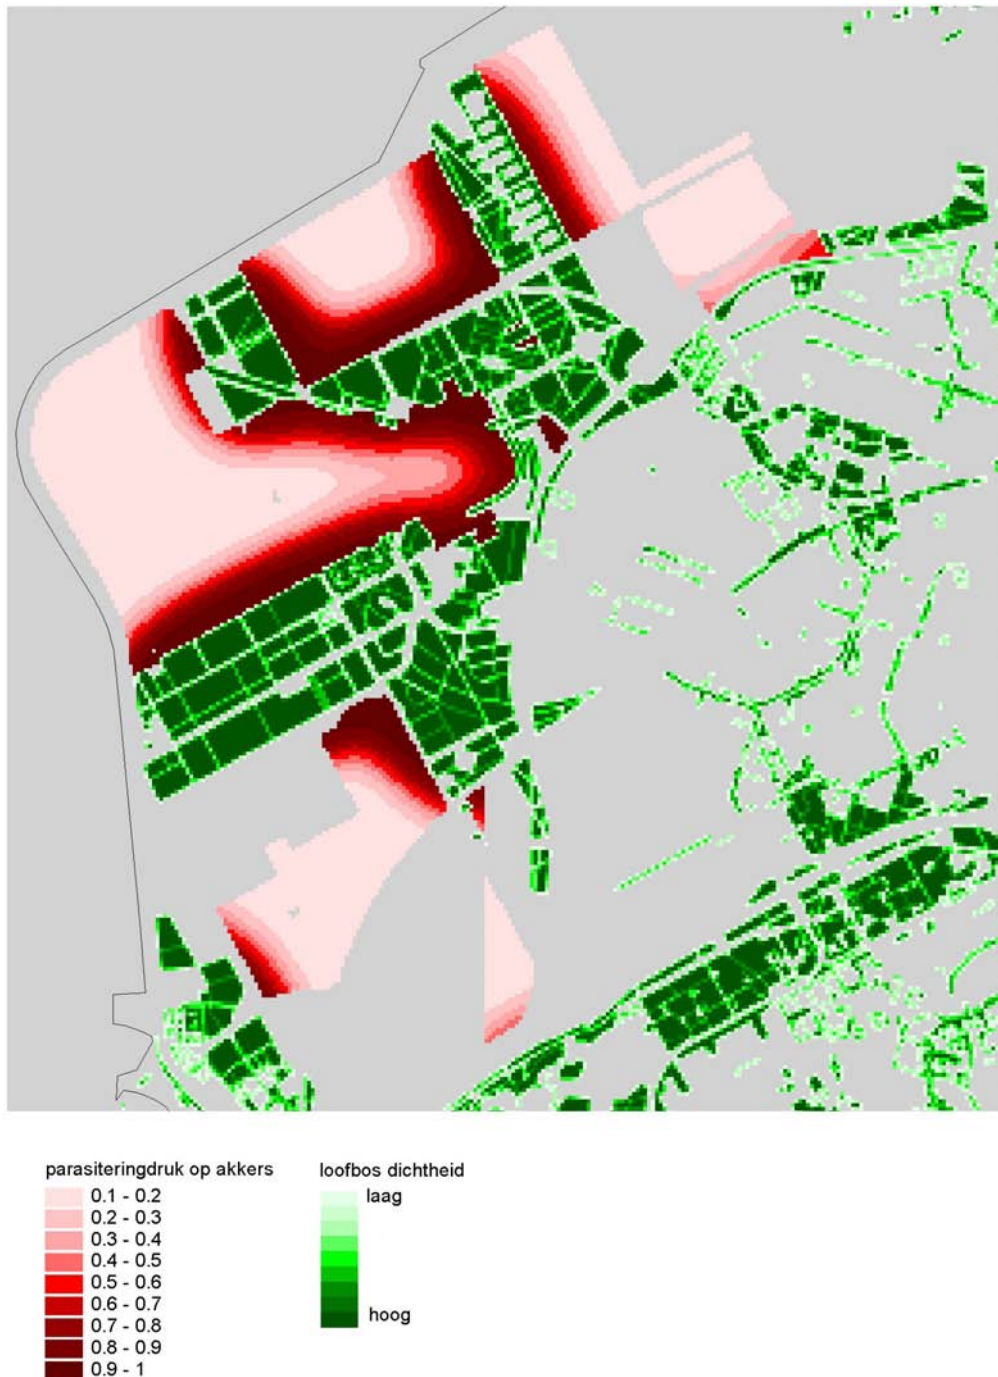 parasiteringdruk op akkers
0.1 - 0.2
0.2 - 0.3
0.3 - 0.4
0.4 - 0.5
0.5 - 0.6
0.6 - 0.7
0.7 - 0.8
0.8 - 0.9
0.9 - 1
loofbos dichtheid
laag
hoog